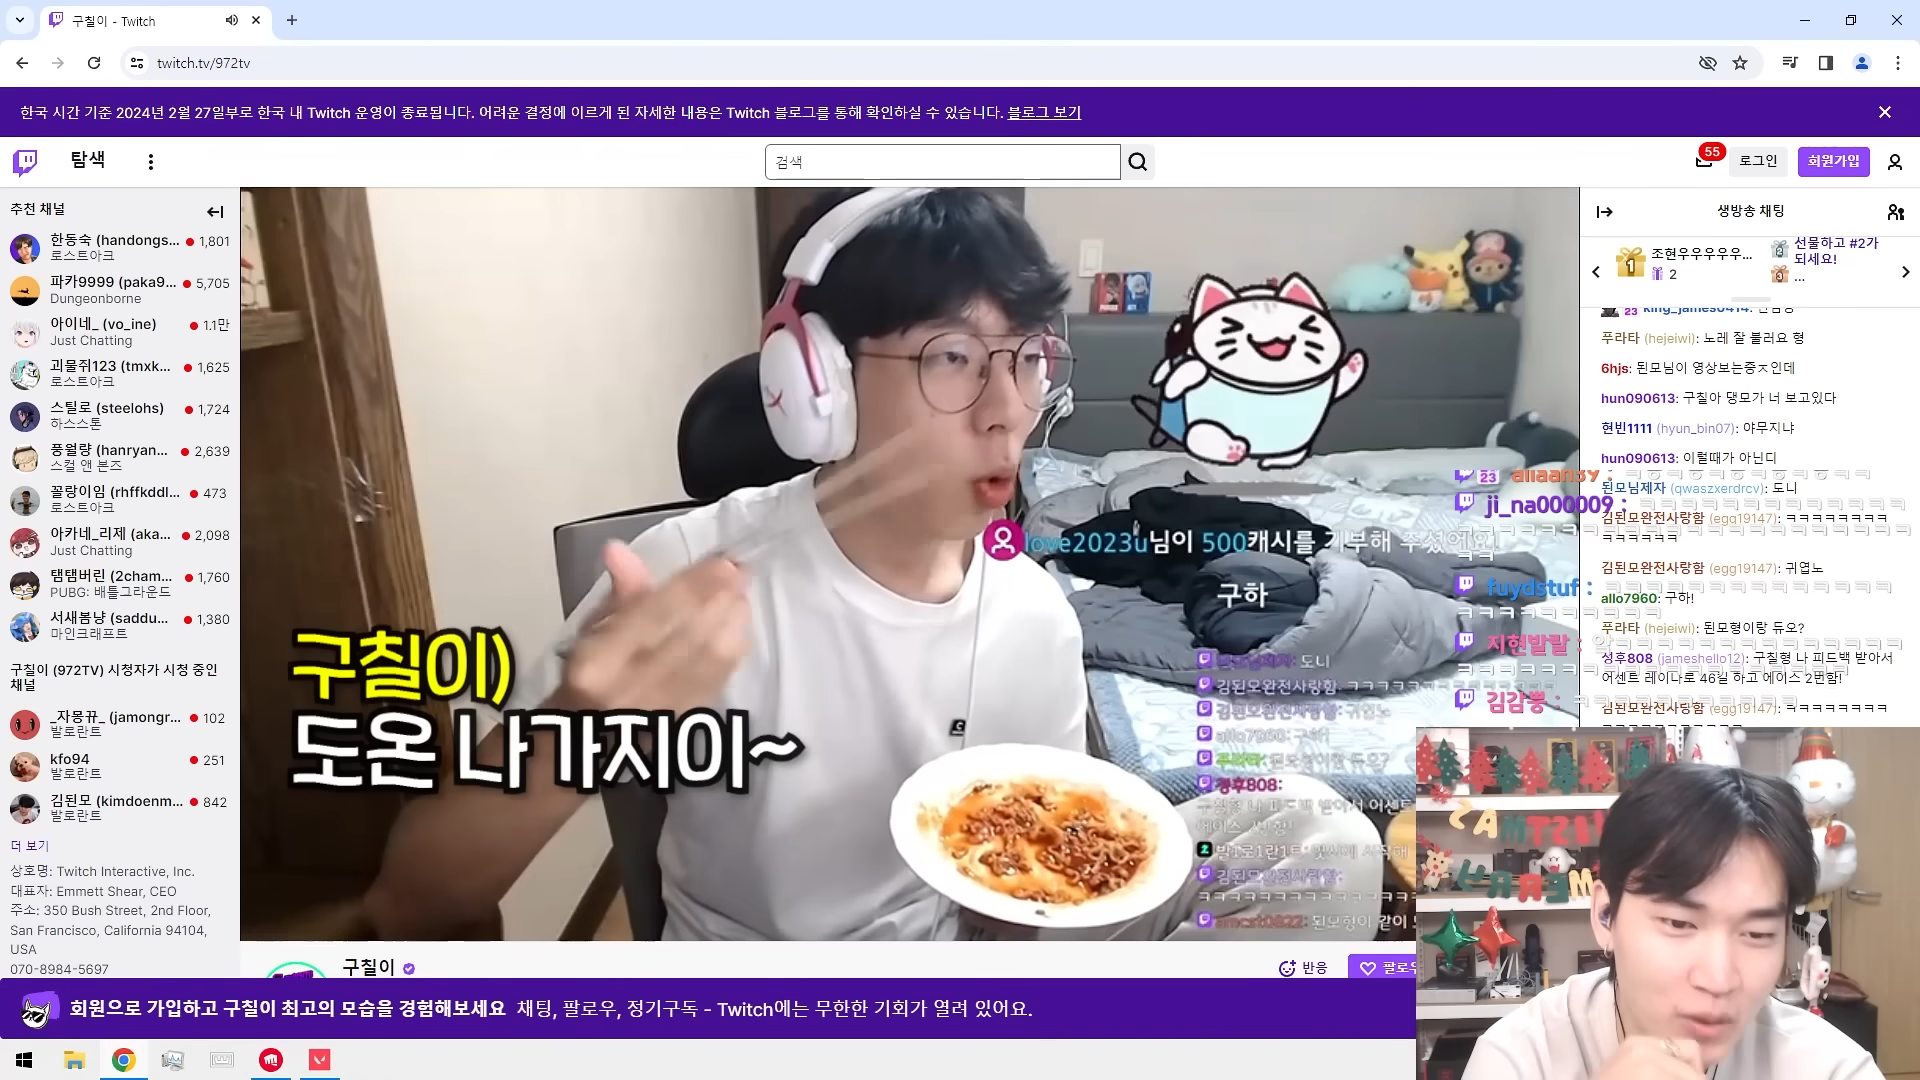 구칠이 - Twitch
twitch.tv/972tv
한국 시간 기준 2024년 2월 27일부로 한국 내 Twitch 운영이 종료됩니다. 어려운 결정에 이르게 된 자세한 내용은 Twitch 블로그를 통해 확인하실 수 있습니다. 블로그 보기
탐색
검색
55
로그인
회원가입
추천 채널
한동숙 (handongs...
1,801
로스트아크
파카9999 (paka9...
5,705
Dungeonborne
아이네_ (vo_ine)
1.1만
Just Chatting
괴물쥐123 (tmxk...
1,625
로스트아크
스틸로 (steelohs)
1,724
하스스톤
풍월량 (hanryan...
2,639
스컬 앤 본즈
꼴랑이임 (rhffkddl...
473
로스트아크
아카네_리제 (aka...
2,098
Just Chatting
탬탬버린 (2cham...
1,760
PUBG: 배틀그라운드
서새봄냥 (saddu...
1,380
마인크래프트
구칠이 (972TV) 시청자가 시청 중인
채널
_자몽뀨_ (jamongr...
102
발로란트
kfo94
251
발로란트
김된모 (kimdoenm...
842
발로란트
더 보기
상호명: Twitch Interactive, Inc.
대표자: Emmett Shear, CEO
주소: 350 Bush Street, 2nd Floor,
San Francisco, California 94104,
USA
070-8984-5697
love2023u님이 500캐시를 기부해 주셨
구하
구칠이)
도온 나가지이~
도니
김된모완전사랑함:
구칠이
반응
팔로우
생방송 채팅
1
조현우우우우우...
2
선물하고 #2가
되세요!
...
23 king_james0414:
푸라타 (hejeiwi): 노레 잘 불러요 형
6hjs: 된모님이 영상보는중ㅈ인데
hun090613: 구칠아 댕모가 너 보고있다
현빈1111 (hyun_bin07): 야무지냐
hun090613: 이럴때가 아닌디
된모님제자 (qwaszxerdrcv): 도니
ji_na000009 :
김된모완전사랑함 (egg19147): ㅋㅋㅋㅋㅋㅋㅋㅋ
ㅋㅋㅋㅋㅋㅋ
김된모완전사랑함 (egg19147): 귀엽노
fuydstuf :
allo7960: 구하!
푸라타 (hejeiwi): 된모형이랑 듀오?
지현발랄 :
성후808 (jameshello12): 구칠형 나 피드백 받아서
어센트 레이나로 46킬 하고 에이스 2번함!
김감뿡 :
김된모완전사랑함 (egg19147): ㅋㅋㅋㅋㅋㅋㅋㅋ
회원으로 가입하고 구칠이 최고의 모습을 경험해보세요 채팅, 팔로우, 정기구독 - Twitch에는 무한한 기회가 열려 있어요.